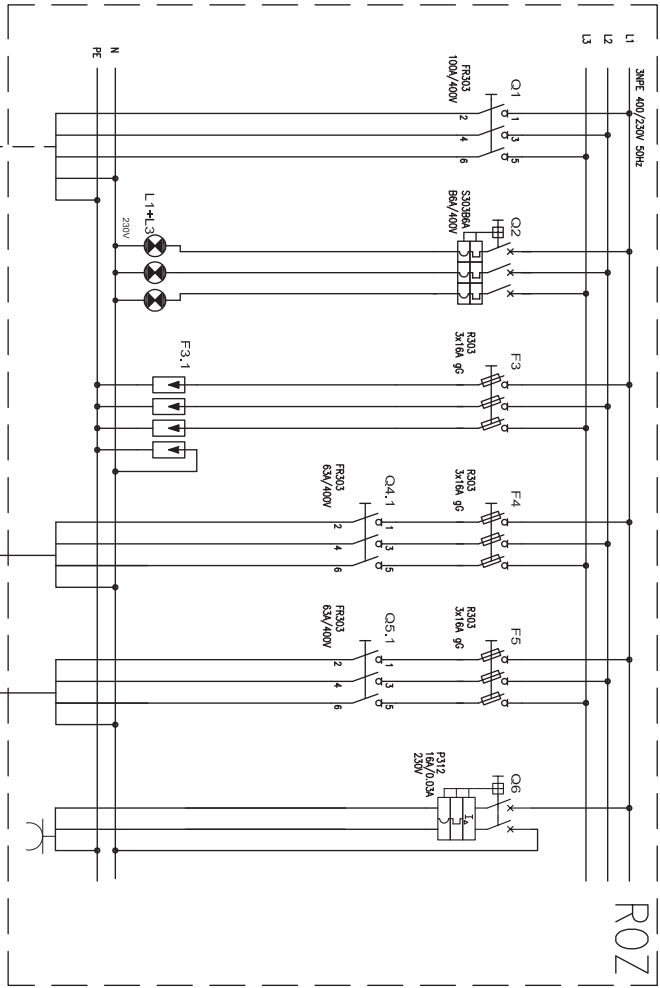 ROZ
3NPE 400/230V 50Hz
L1
L2
L3
N
PE
Q1
FR303
100A/400V
1
3
5
2
4
6
Q2
S303B6A
B6A/400V
L1+L3
230V
F3
R303
3x16A gG
F3.1
F4
R303
3x16A gG
Q4.1
FR303
63A/400V
1
3
5
2
4
6
F5
R303
3x16A gG
Q5.1
FR303
63A/400V
1
3
5
2
4
6
Q6
P312
16A/0.03A
230V
I∆